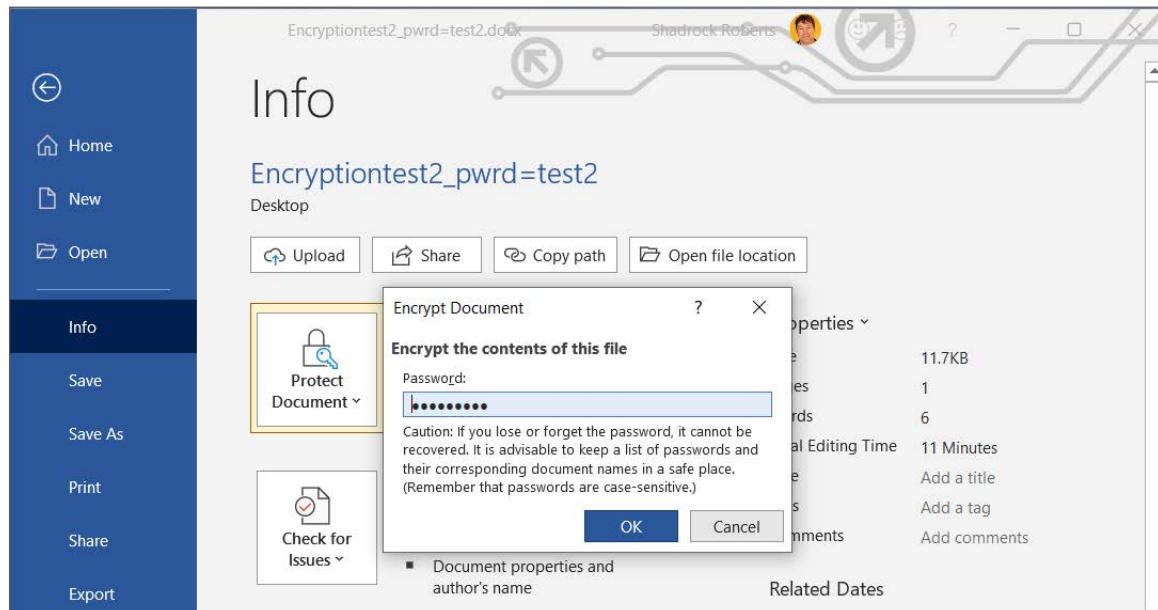 Encryptiontest2_pwrd=test2.docx
Shadrock Roberts
?
Info
Home
New
Open
Info
Save
Save As
Print
Share
Export
Encryptiontest2_pwrd=test2
Desktop
Upload
Share
Copy path
Open file location
Protect
Document
Check for
Issues
Encrypt Document
?
Encrypt the contents of this file
Password:
Caution: If you lose or forget the password, it cannot be
recovered. It is advisable to keep a list of passwords and
their corresponding document names in a safe place.
(Remember that passwords are case-sensitive.)
OK
Cancel
Document properties and
author's name
operties
11.7KB
es
1
rds
6
al Editing Time
11 Minutes
e
Add a title
s
Add a tag
mments
Add comments
Related Dates